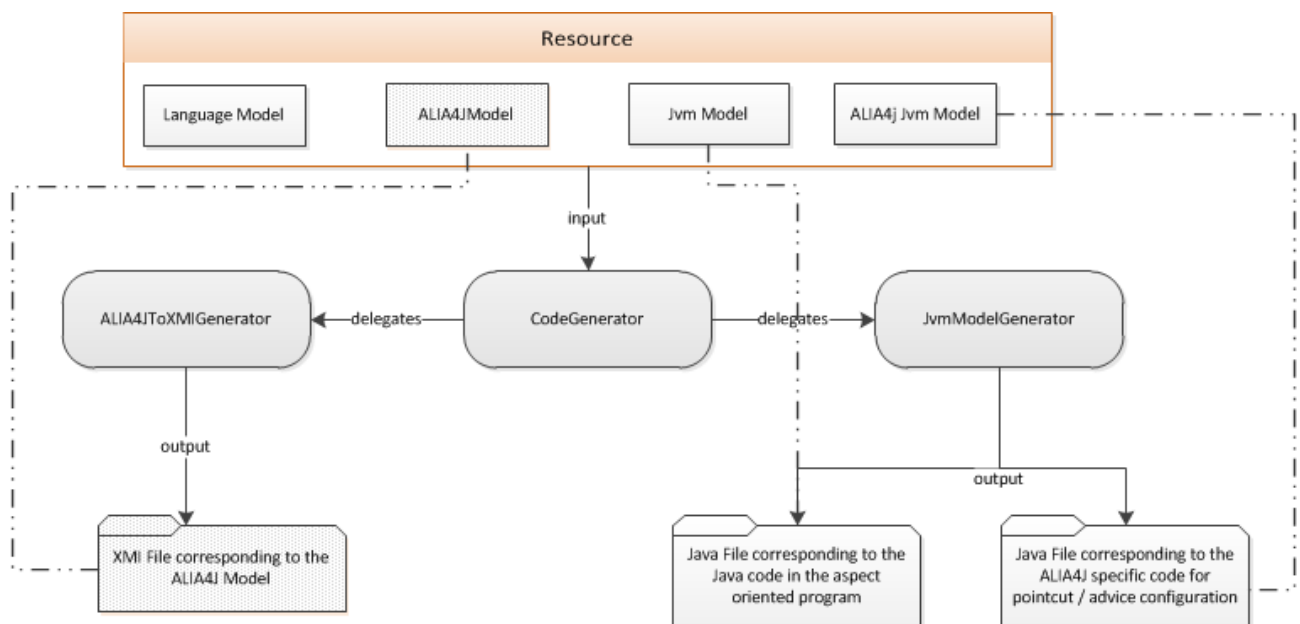 Resource
Language Model
ALIA4JModel
Jvm Model
ALIA4j Jvm Model
input
ALIA4JToXMIGenerator
delegates
CodeGenerator
delegates
JvmModelGenerator
output
output
XMI File corresponding to the
ALIA4J Model
Java File corresponding to the
Java code in the aspect
oriented program
Java File corresponding to the
ALIA4J specific code for
pointcut / advice configuration